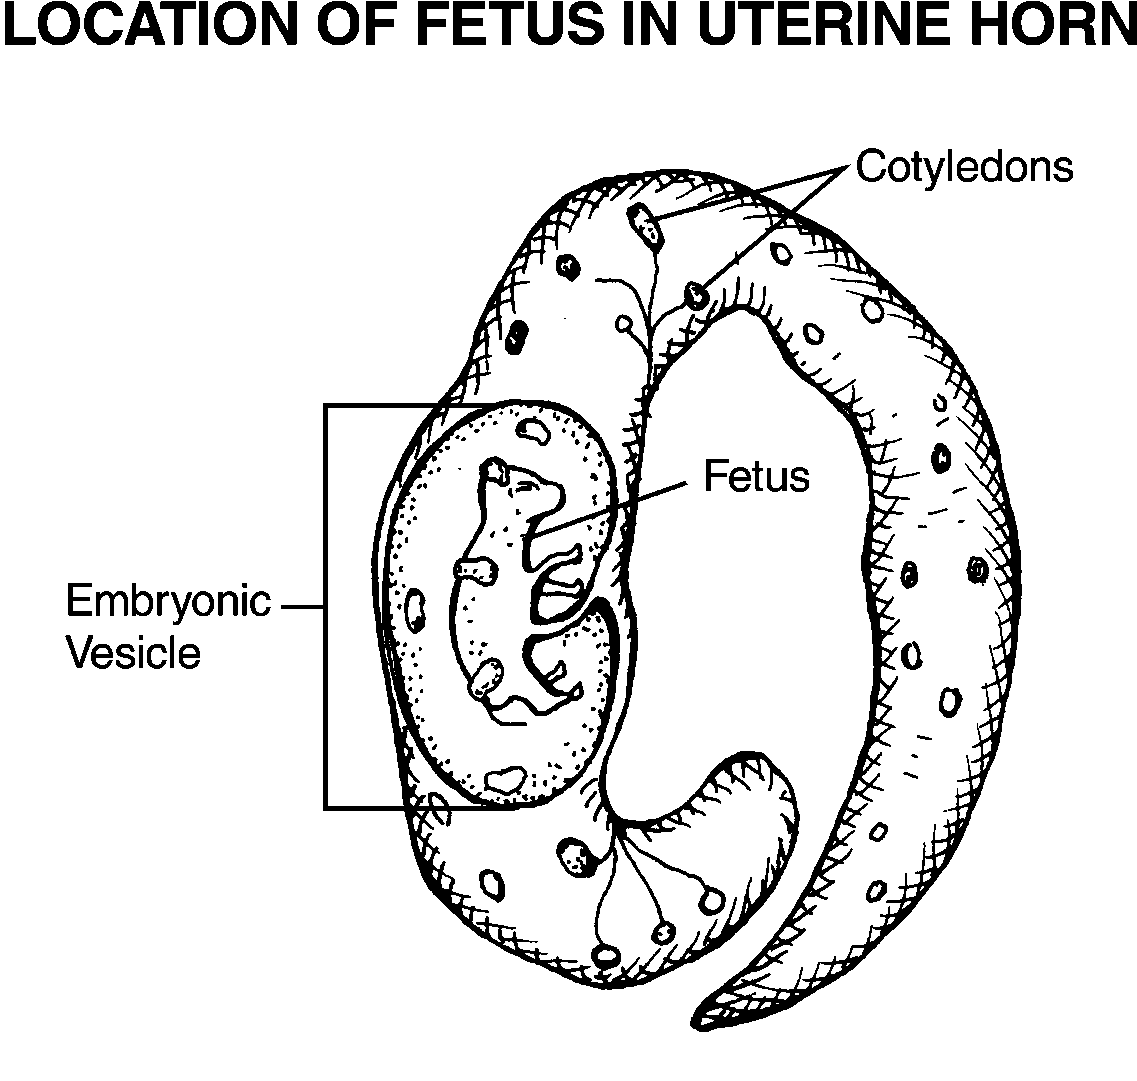 LOCATION OF FETUS IN UTERINE HORN
Cotyledons
Fetus
Embryonic
Vesicle